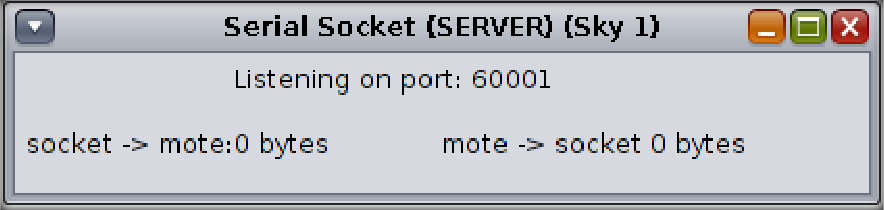 Serial Socket (SERVER) (Sky 1)
Listening on port: 60001
socket -> mote:0 bytes mote -> socket 0 bytes